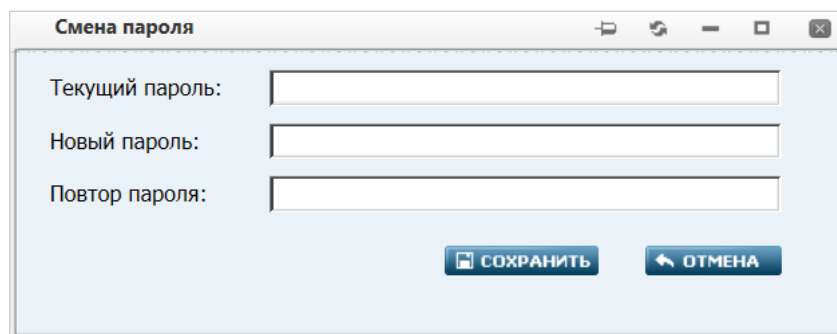 Смена пароля
Текущий пароль:
Новый пароль:
Повтор пароля:
СОХРАНИТЬ ОТМЕНА